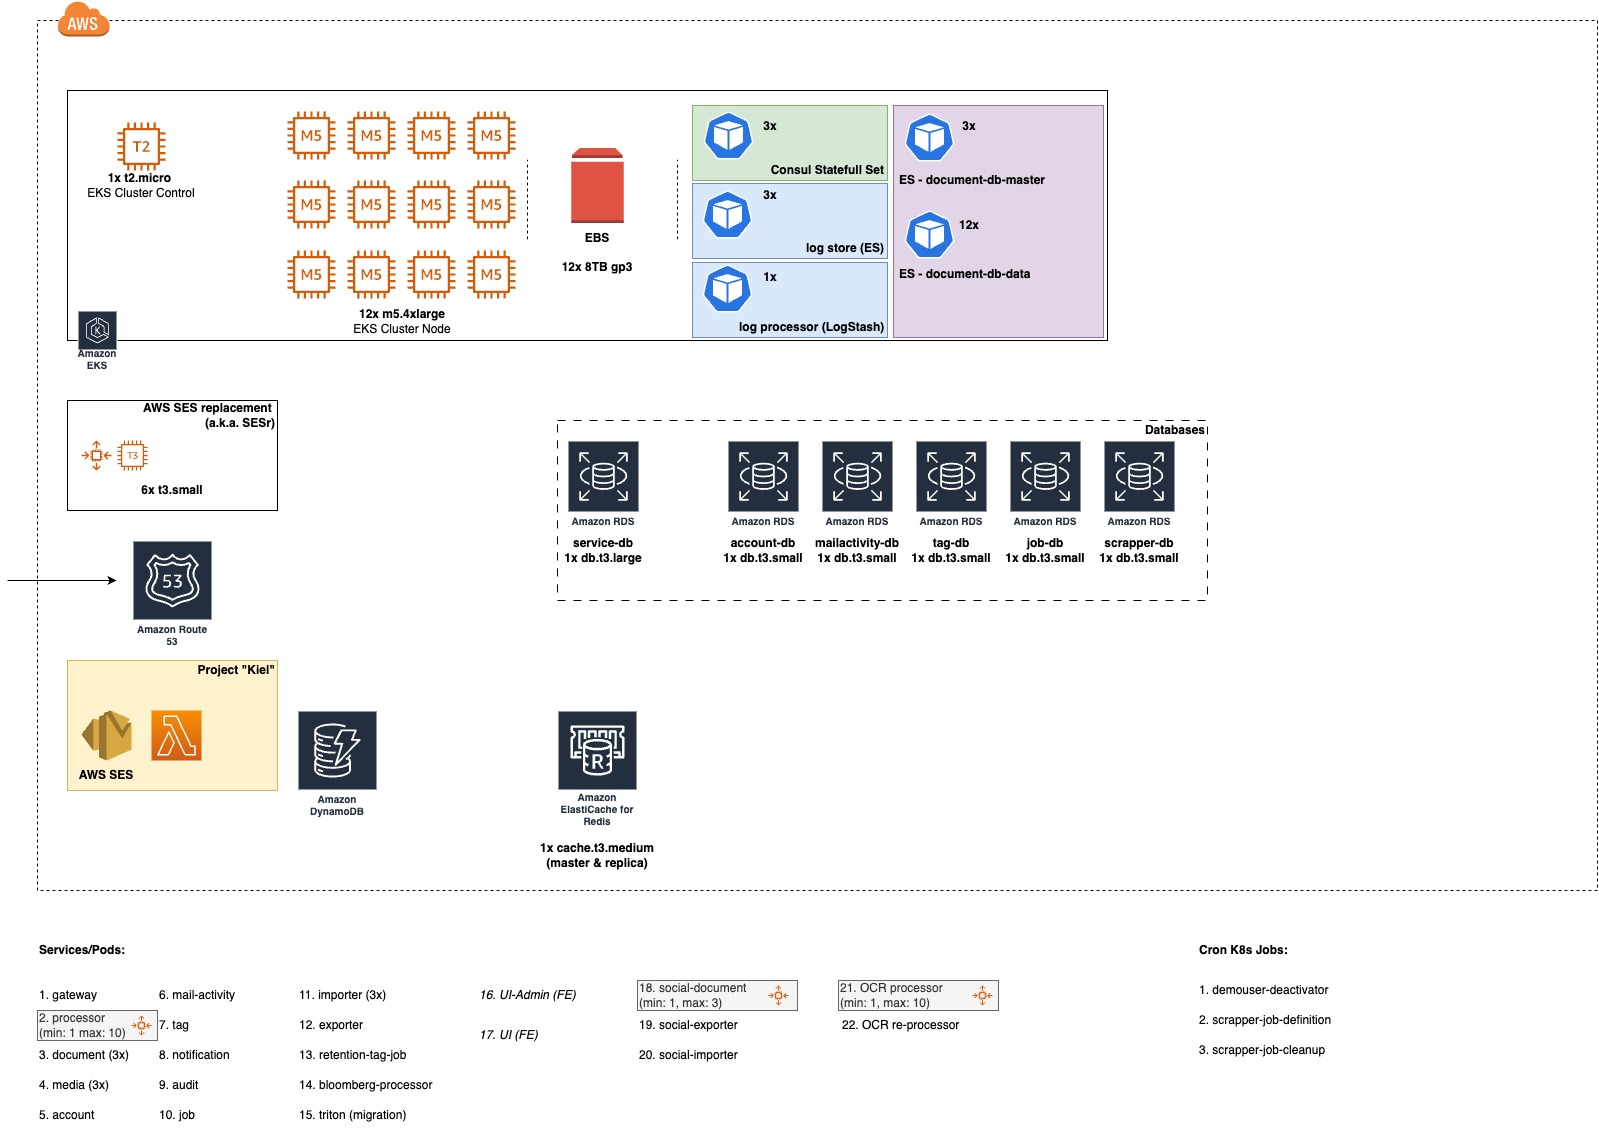 AWS
T2
1x t2.micro
EKS Cluster Control
M5 M5 M5 M5
M5 M5 M5 M5
M5 M5 M5 M5
12x m5.4xlarge
EKS Cluster Node
EBS
12x 8TB gp3
3x
Consul Statefull Set
3x
log store (ES)
1x
log processor (LogStash)
3x
ES - document-db-master
12x
ES - document-db-data
K
Amazon
EKS
AWS SES replacement
(a.k.a. SESr)
T3
6x t3.small
53
Amazon Route
53
Databases
Amazon RDS
service-db
1x db.t3.large
Amazon RDS
account-db
1x db.t3.small
Amazon RDS
mailactivity-db
1x db.t3.small
Amazon RDS
tag-db
1x db.t3.small
Amazon RDS
job-db
1x db.t3.small
Amazon RDS
scrapper-db
1x db.t3.small
Project "Kiel"
AWS SES
Amazon
DynamoDB
R
Amazon
ElastiCache for
Redis
1x cache.t3.medium
(master & replica)
Services/Pods:
1. gateway
2. processor
(min: 1 max: 10)
3. document (3x)
4. media (3x)
5. account
6. mail-activity
7. tag
8. notification
9. audit
10. job
11. importer (3x)
12. exporter
13. retention-tag-job
14. bloomberg-processor
15. triton (migration)
16. UI-Admin (FE)
17. UI (FE)
18. social-document
(min: 1, max: 3)
19. social-exporter
20. social-importer
21. OCR processor
(min: 1, max: 10)
22. OCR re-processor
Cron K8s Jobs:
1. demouser-deactivator
2. scrapper-job-definition
3. scrapper-job-cleanup